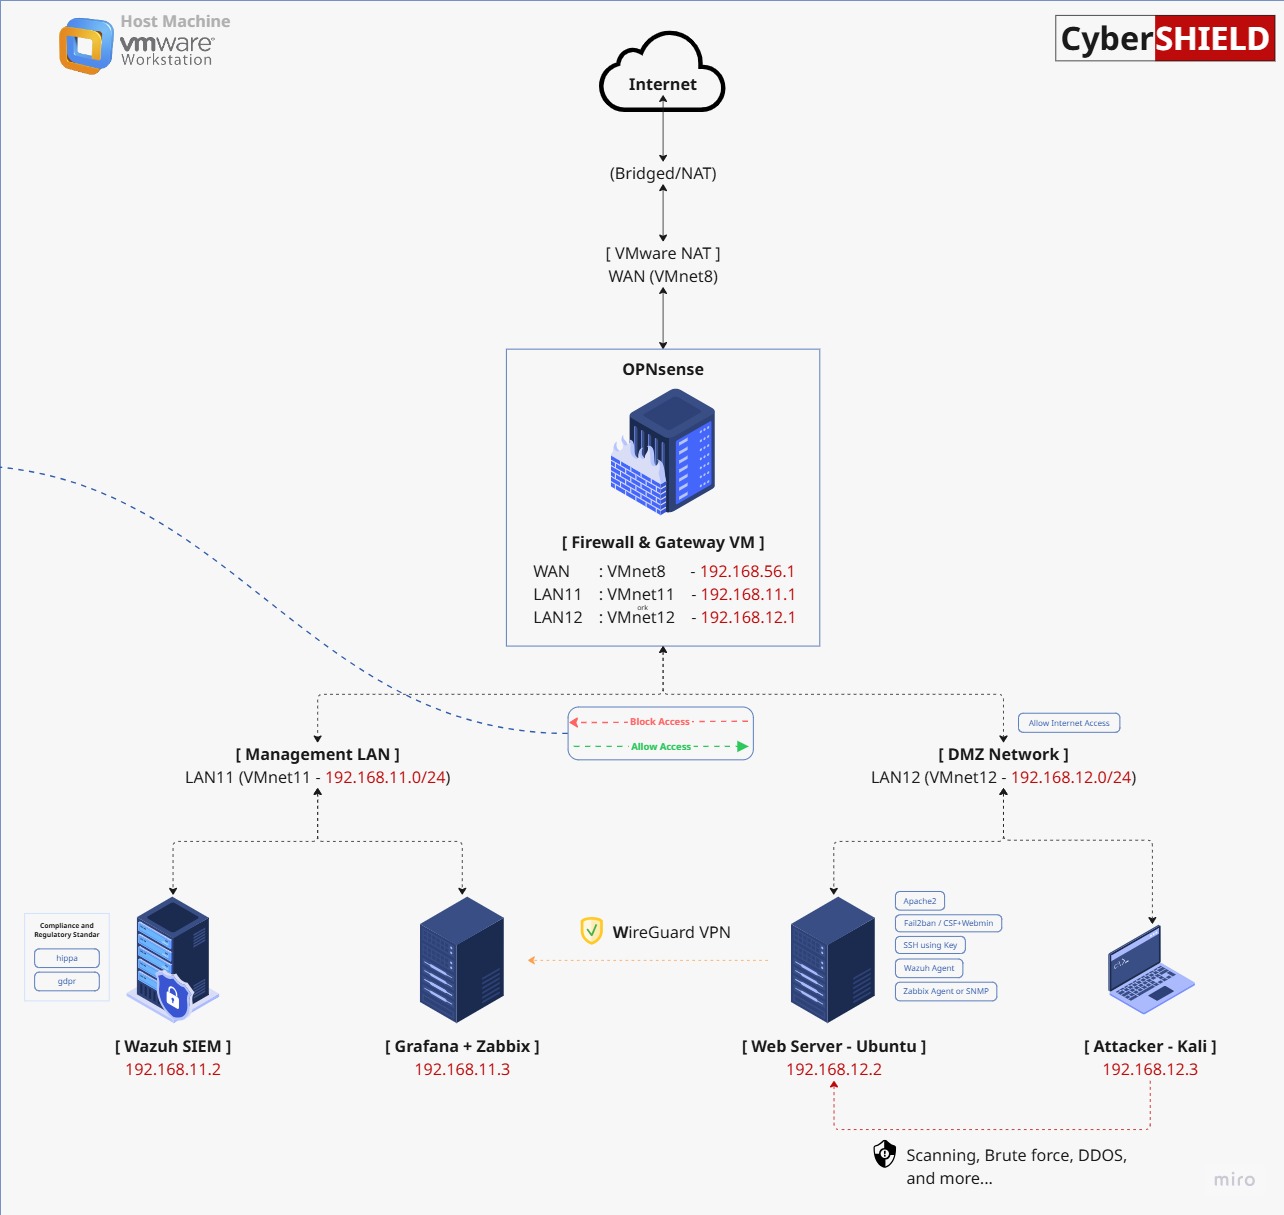 Host Machine
vmware®
Workstation
CyberSHIELD
Internet
(Bridged/NAT)
[ VMware NAT ]
WAN (VMnet8)
OPNsense
[ Firewall & Gateway VM ]
WAN : VMnet8 - 192.168.56.1
LAN11 : VMnet11 - 192.168.11.1
ork
LAN12 : VMnet12 - 192.168.12.1
Block Access
Allow Access
Allow Internet Access
[ Management LAN ]
LAN11 (VMnet11 - 192.168.11.0/24)
[ DMZ Network ]
LAN12 (VMnet12 - 192.168.12.0/24)
Compliance and
Regulatory Standar
hippa
gdpr
WireGuard VPN
Apache2
Fail2ban / CSF+Webmin
SSH using Key
Wazuh Agent
Zabbix Agent or SNMP
[ Wazuh SIEM ]
192.168.11.2
[ Grafana + Zabbix ]
192.168.11.3
[ Web Server - Ubuntu ]
192.168.12.2
[ Attacker - Kali ]
192.168.12.3
Scanning, Brute force, DDOS,
and more...
miro